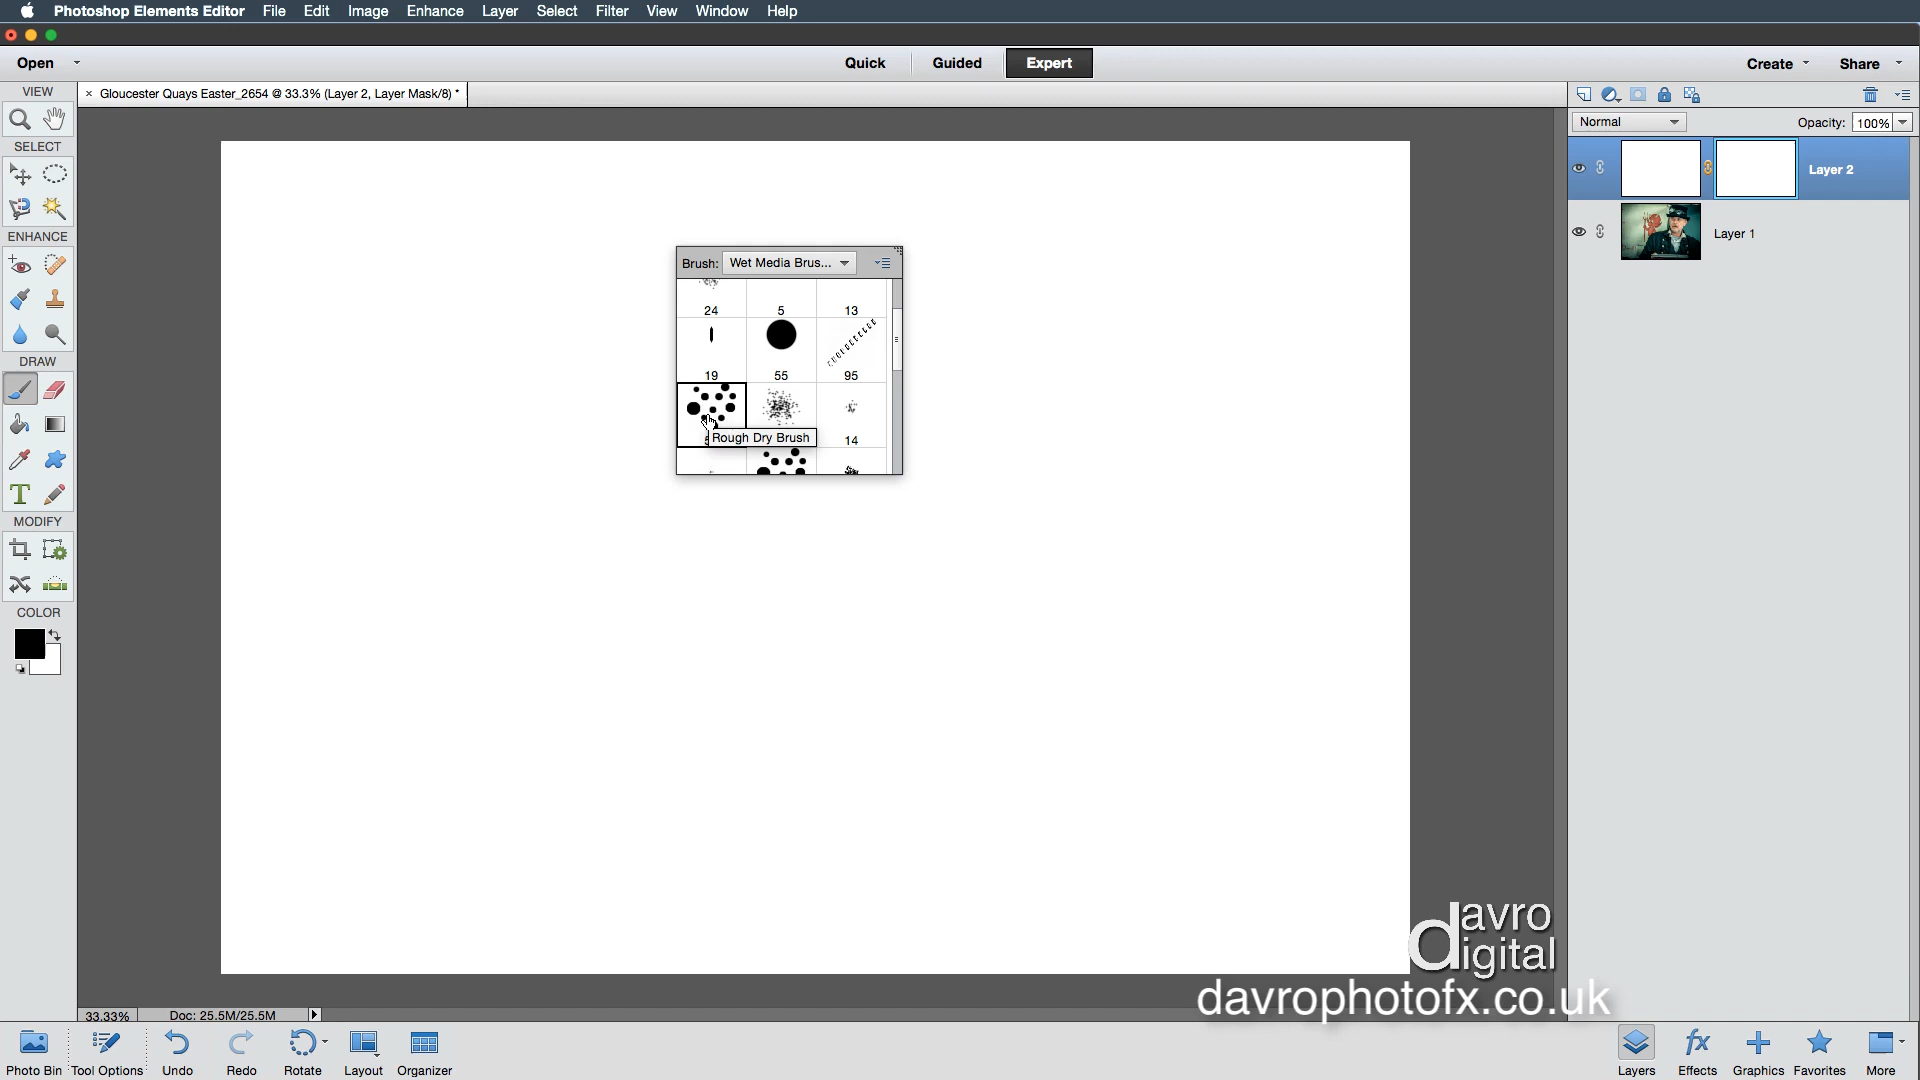 Photoshop Elements Editor File Edit Image Enhance Layer Select Filter View Window Help
Open Quick Guided Expert Create Share
VIEW
× Gloucester Quays Easter_2654 @ 33.3% (Layer 2, Layer Mask/8) *
Normal Opacity: 100%
SELECT
Layer 2
ENHANCE
Layer 1
Brush: Wet Media Brus...
24 5 13
19 55 95
Rough Dry Brush
14
DRAW
T
MODIFY
COLOR
davro
digital
davrophotofx.co.uk
33.33% Doc: 25.5M/25.5M
fx
Photo Bin Tool Options Undo Redo Rotate Layout Organizer Layers Effects Graphics Favorites More